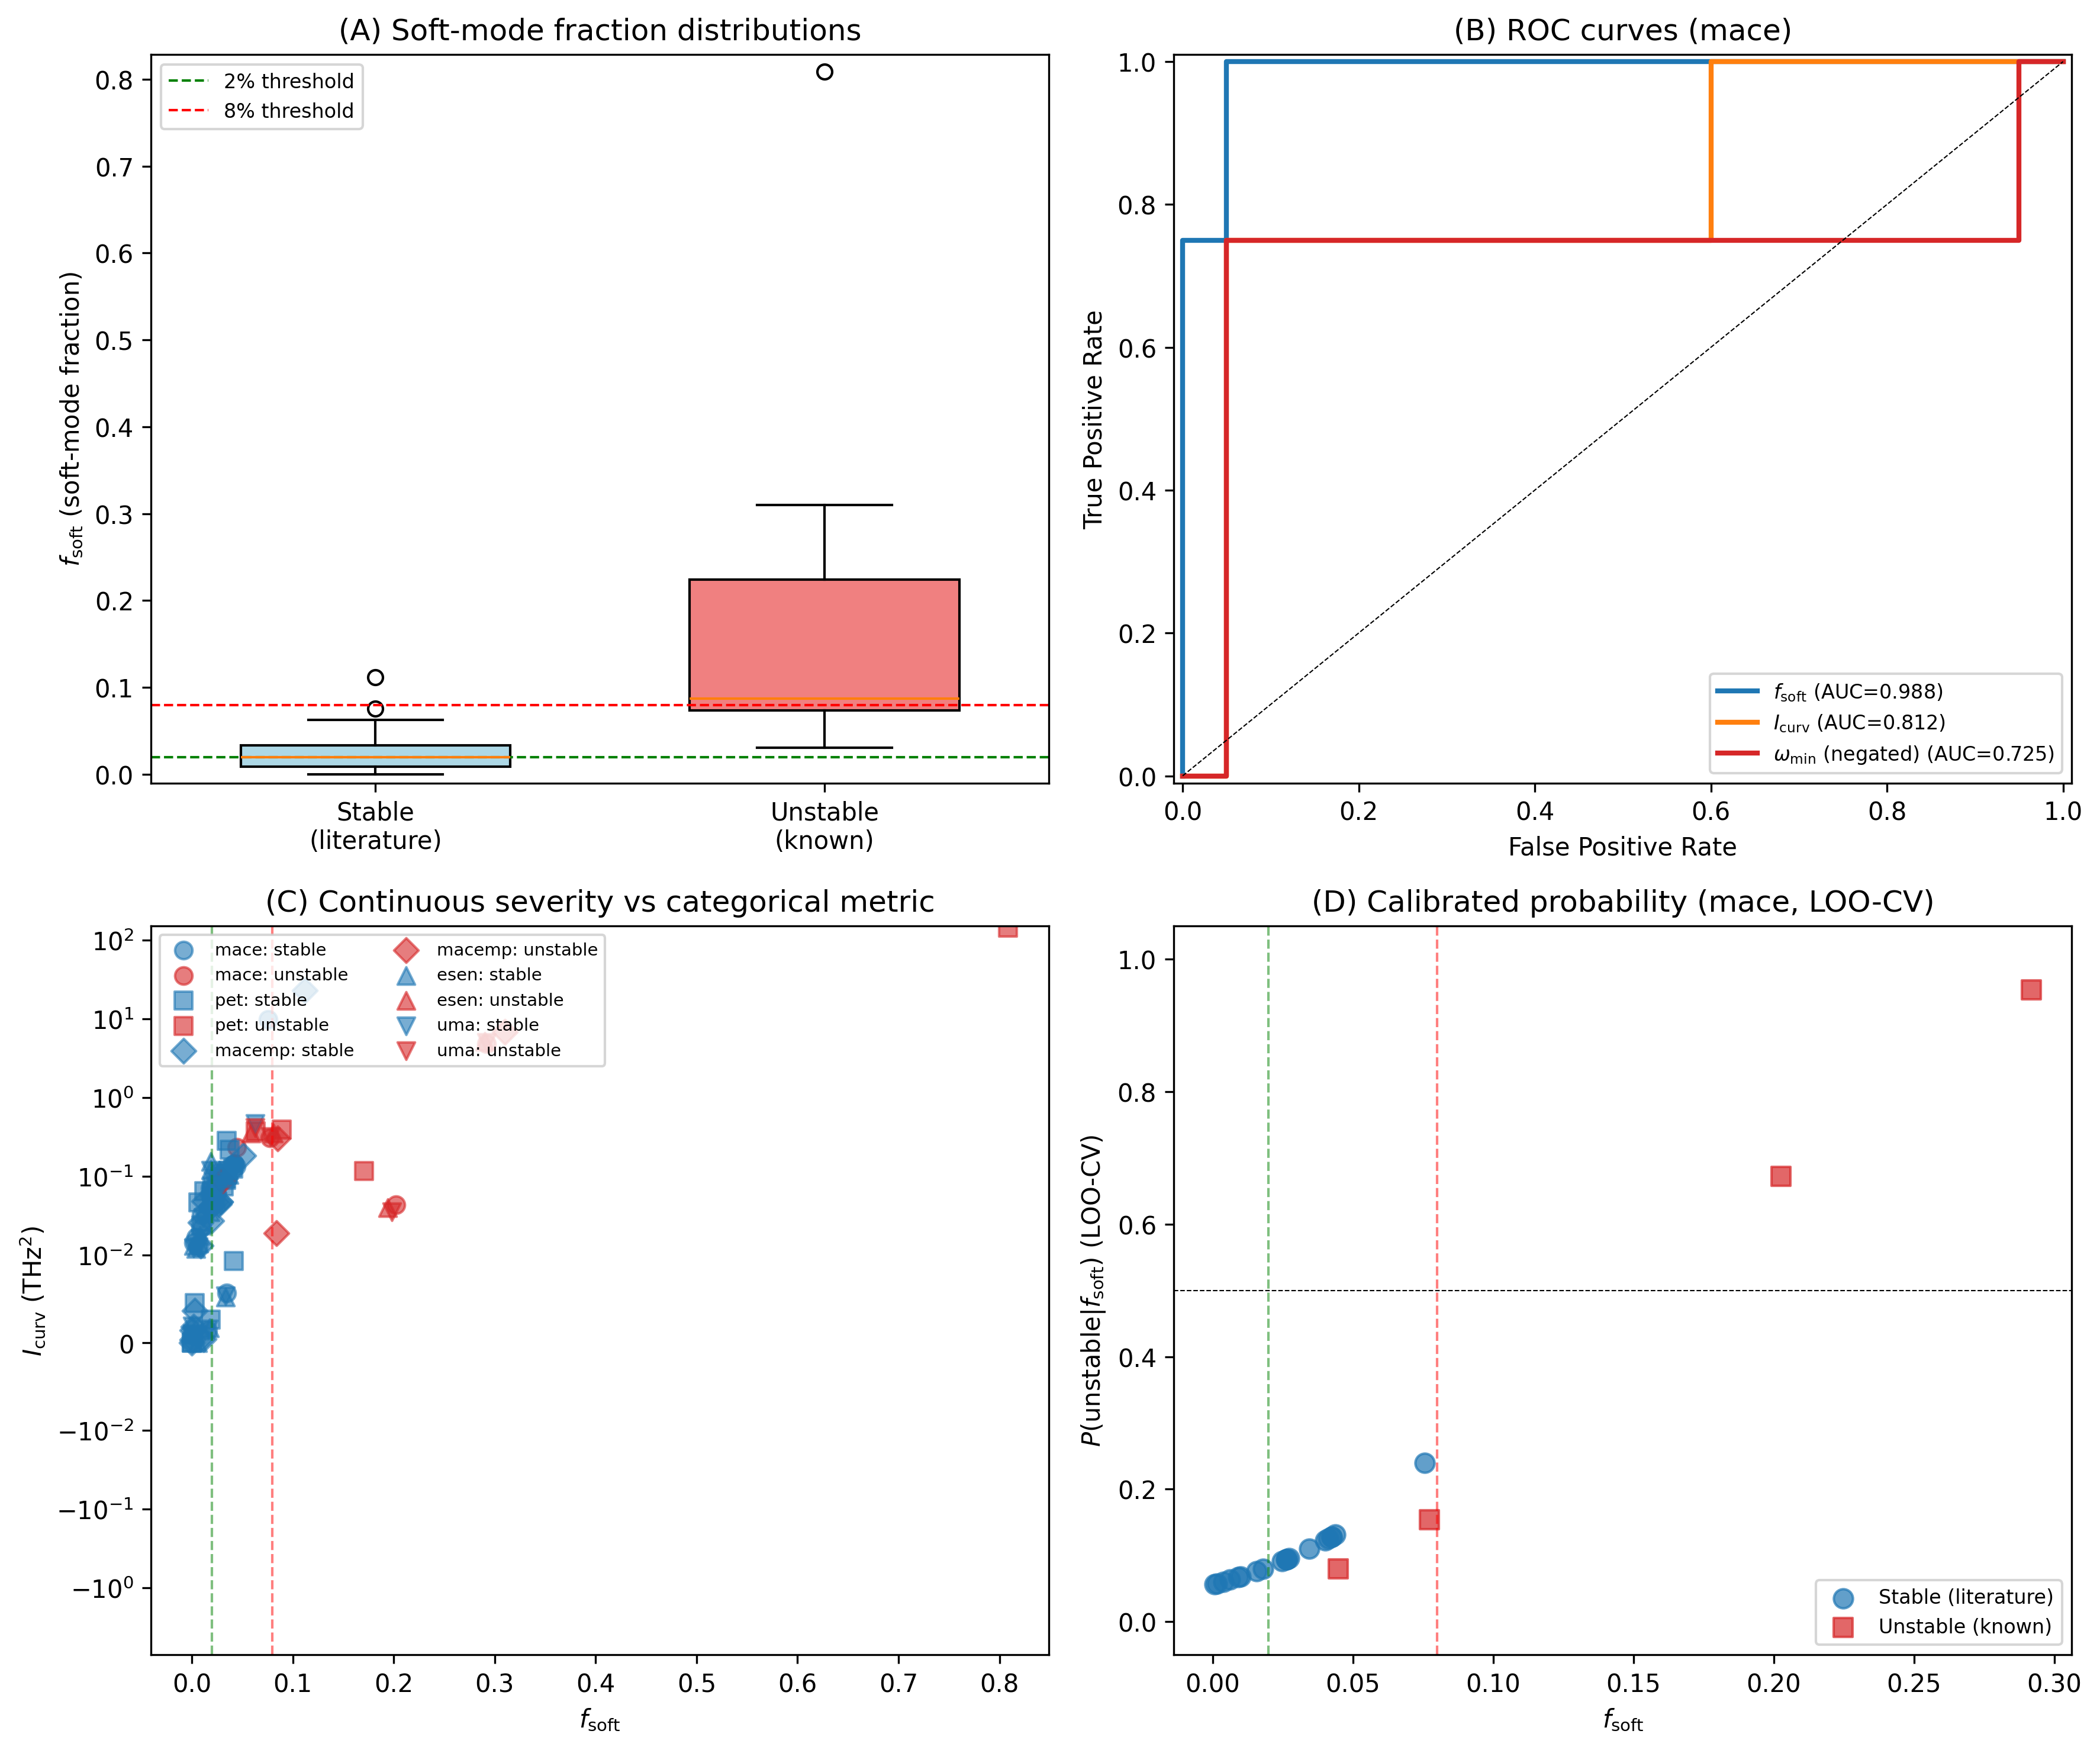 (A) Soft-mode fraction distributions
2% threshold
8% threshold
0.8
0.7
0.6
0.5
0.4
0.3
0.2
0.1
0.0
f_soft (soft-mode fraction)
Stable
(literature)
Unstable
(known)
(B) ROC curves (mace)
1.0
0.8
0.6
0.4
0.2
0.0
True Positive Rate
f_soft (AUC=0.988)
I_curv (AUC=0.812)
ω_min (negated) (AUC=0.725)
0.0 0.2 0.4 0.6 0.8 1.0
False Positive Rate
(C) Continuous severity vs categorical metric
mace: stable
mace: unstable
pet: stable
pet: unstable
macemp: stable
macemp: unstable
esen: stable
esen: unstable
uma: stable
uma: unstable
10^2
10^1
10^0
10^-1
10^-2
0
−10^-2
−10^-1
−10^0
I_curv (THz^2)
0.0 0.1 0.2 0.3 0.4 0.5 0.6 0.7 0.8
f_soft
(D) Calibrated probability (mace, LOO-CV)
1.0
0.8
0.6
0.4
0.2
0.0
P(unstable|f_soft) (LOO-CV)
Stable (literature)
Unstable (known)
0.00 0.05 0.10 0.15 0.20 0.25 0.30
f_soft